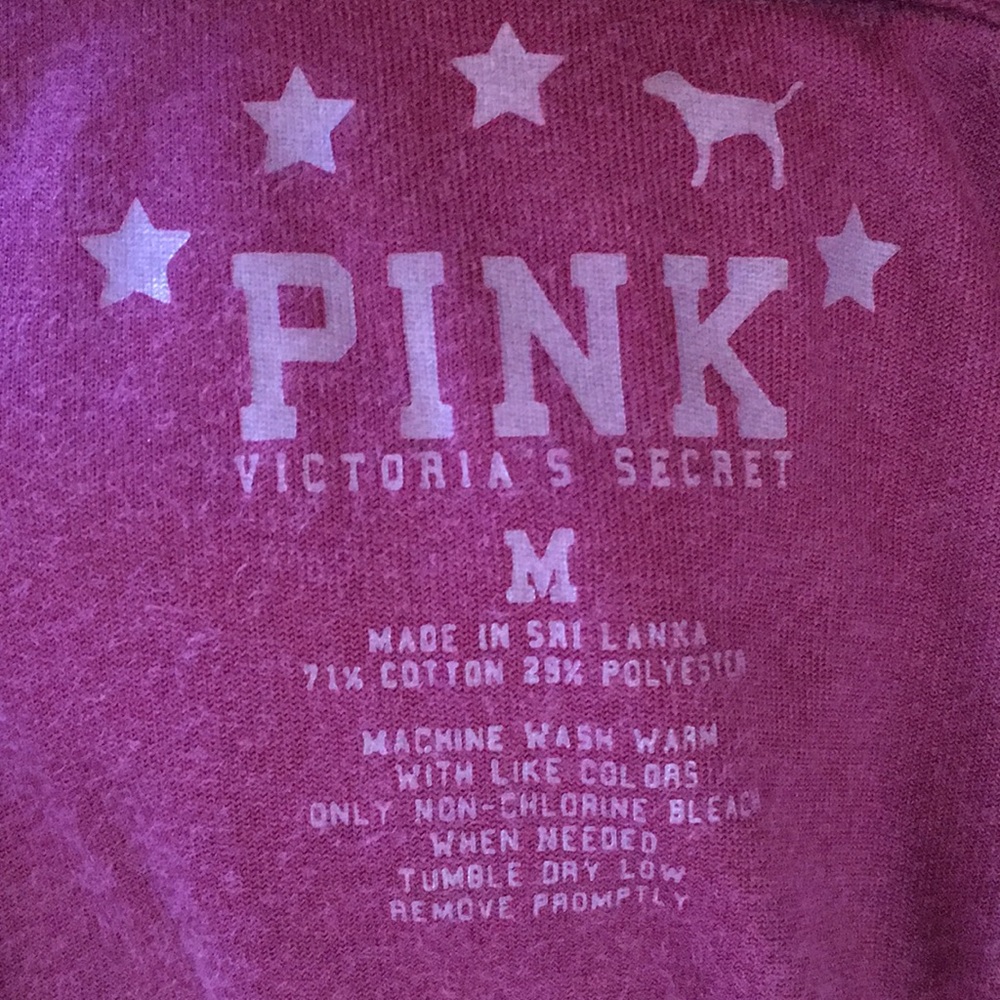 PINK
VICTORIA'S SECRET
M
MADE IN SRI LANKA
71% COTTON 29% POLYESTER
MACHINE WASH WARM
WITH LIKE COLORS
ONLY NON-CHLORINE BLEACH
WHEN NEEDED
TUMBLE DRY LOW
REMOVE PROMPTLY